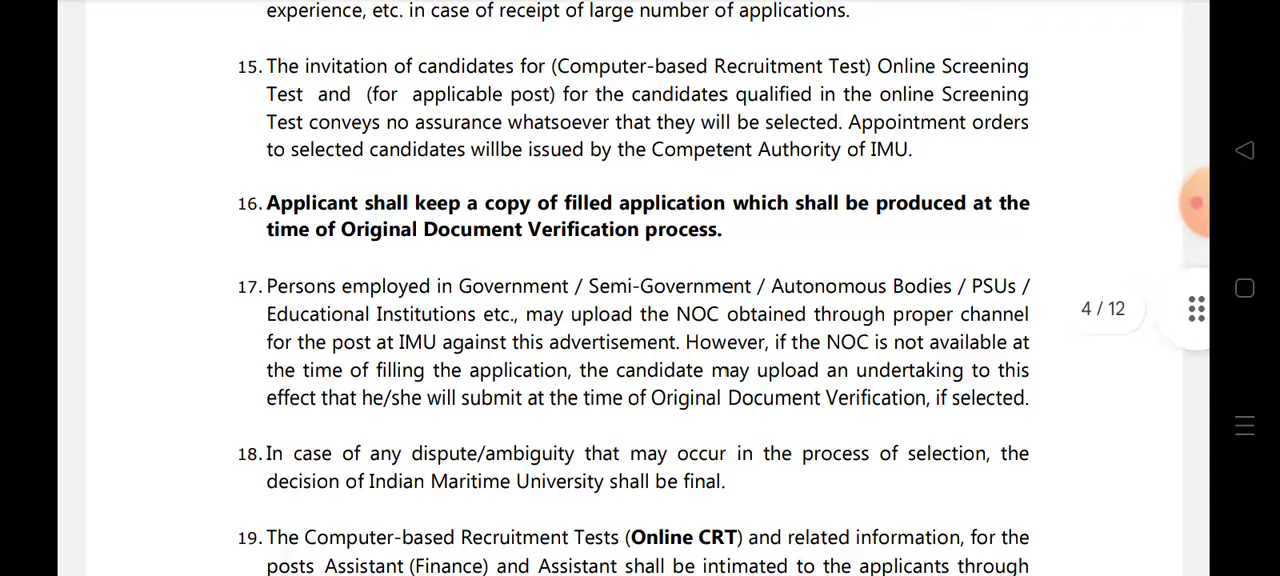 experience, etc. in case of receipt of large number of applications.
15. The invitation of candidates for (Computer-based Recruitment Test) Online Screening
Test and (for applicable post) for the candidates qualified in the online Screening
Test conveys no assurance whatsoever that they will be selected. Appointment orders
to selected candidates willbe issued by the Competent Authority of IMU.
16. Applicant shall keep a copy of filled application which shall be produced at the
time of Original Document Verification process.
17. Persons employed in Government / Semi-Government / Autonomous Bodies / PSUs /
Educational Institutions etc., may upload the NOC obtained through proper channel
for the post at IMU against this advertisement. However, if the NOC is not available at
the time of filling the application, the candidate may upload an undertaking to this
effect that he/she will submit at the time of Original Document Verification, if selected.
18. In case of any dispute/ambiguity that may occur in the process of selection, the
decision of Indian Maritime University shall be final.
19. The Computer-based Recruitment Tests (Online CRT) and related information, for the
posts Assistant (Finance) and Assistant shall be intimated to the applicants through
4 / 12